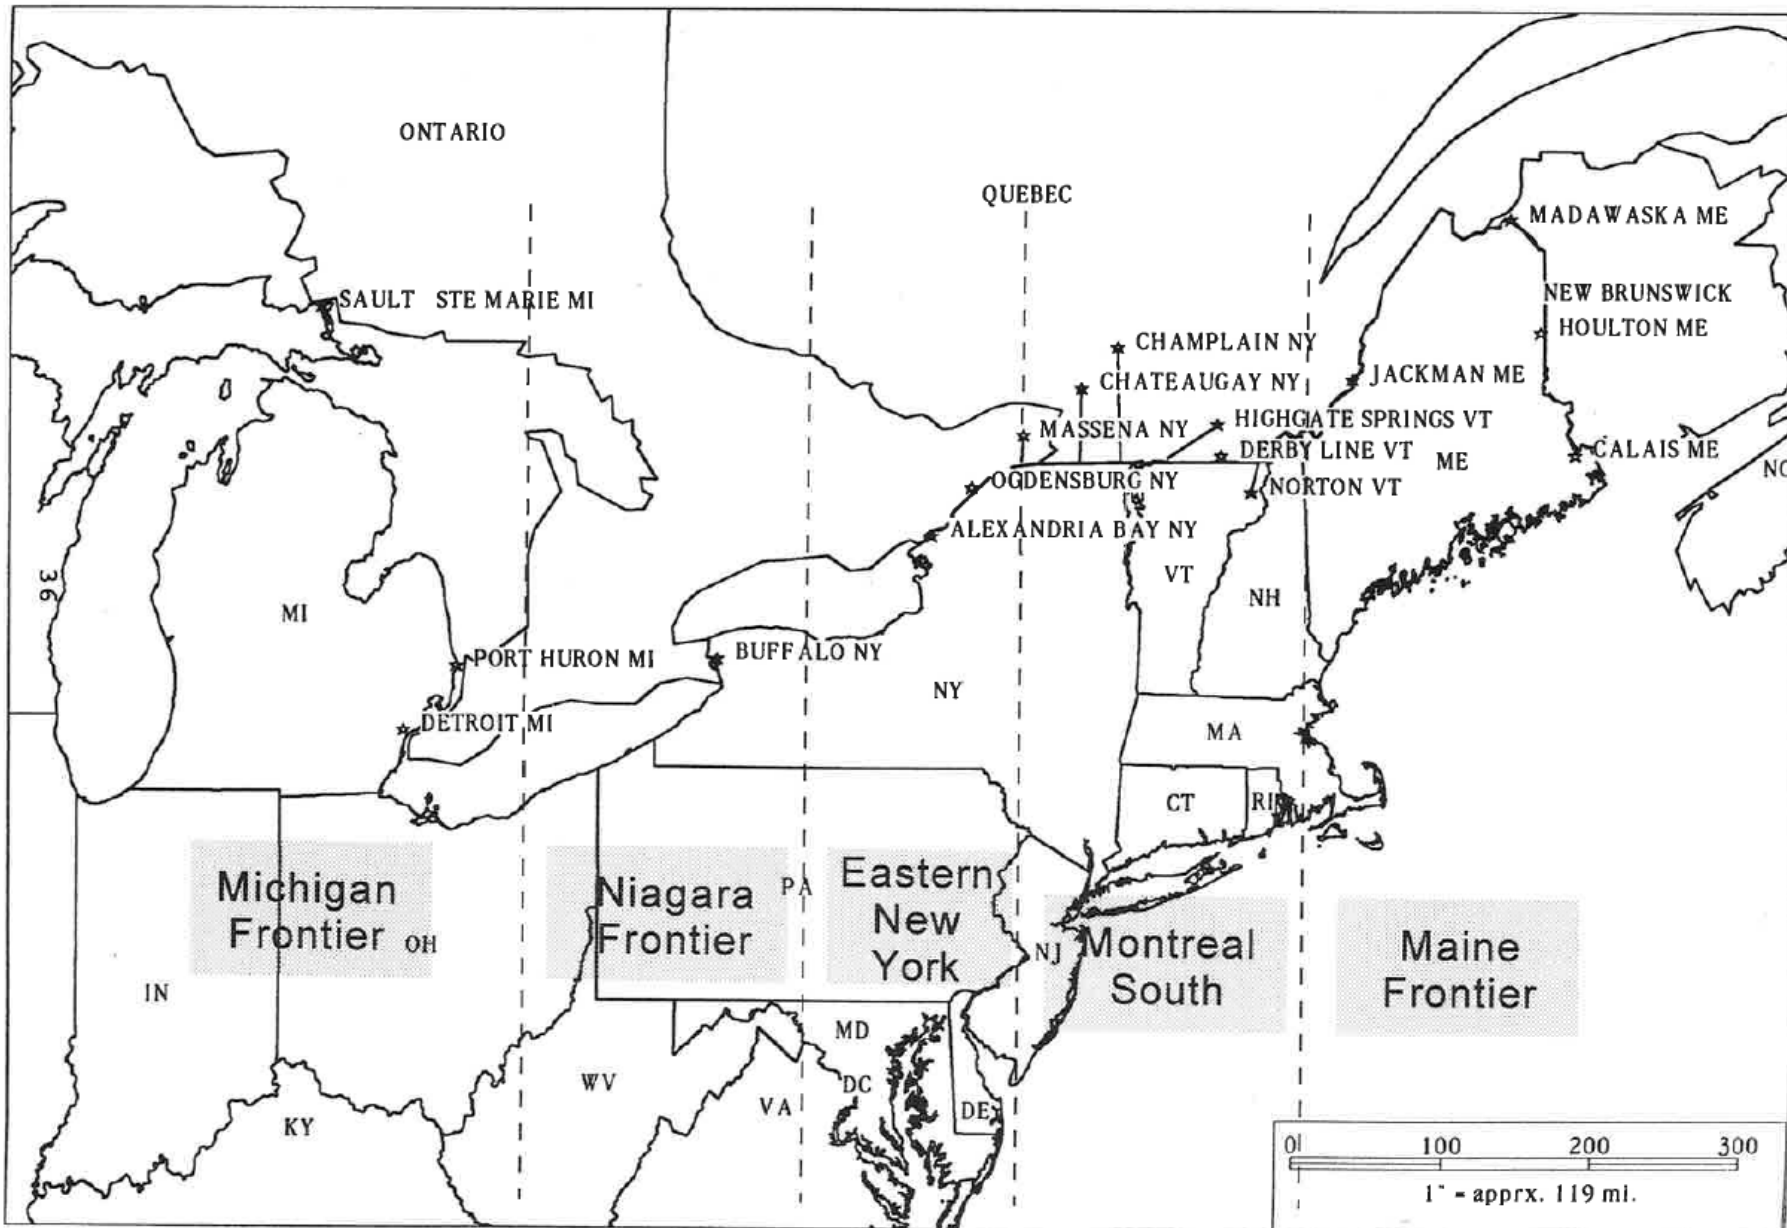 ONTARIO
QUEBEC
MADAWASKA ME
NEW BRUNSWICK
SAULT STE MARIE MI
HOULTON ME
CHAMPLAIN NY
JACKMAN ME
CHATEAUGAY NY
HIGHGATE SPRINGS VT
MASSENA NY
DERBY LINE VT
ME
CALAIS ME
NO
OGDENSBURG NY
NORTON VT
ALEXANDRIA BAY NY
36
VT
NH
MI
PORT HURON MI
BUFFALO NY
NY
DETROIT MI
MA
CT
RI
Michigan
Frontier
OH
Niagara
Frontier
PA
Eastern
New
York
NJ
Montreal
South
Maine
Frontier
IN
MD
WV
DC
VA
DE
KY
0 100 200 300
1" = apprx. 119 mi.